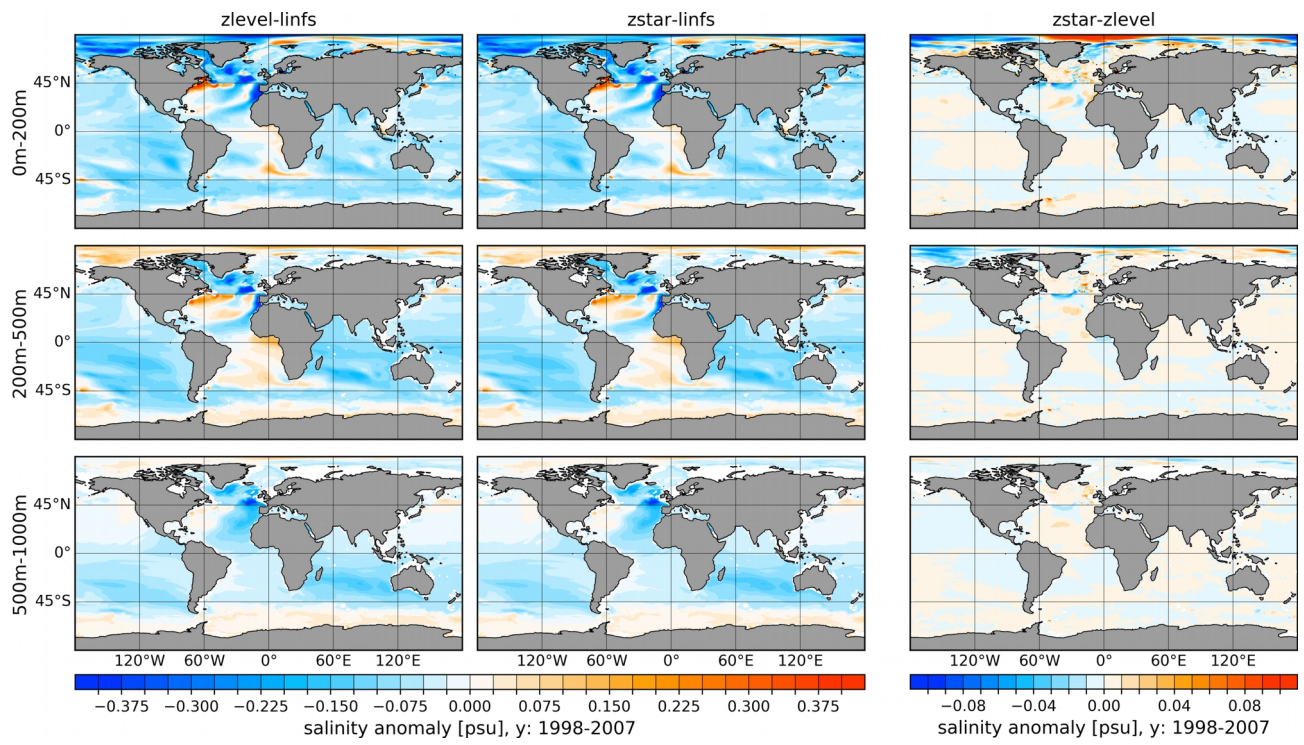 zlevel-linfs zstar-linfs zstar-zlevel
0m-200m
45°N
0°
45°S
200m-500m
45°N
0°
45°S
500m-1000m
45°N
0°
45°S
120°W 60°W 0° 60°E 120°E 120°W 60°W 0° 60°E 120°E 120°W 60°W 0° 60°E 120°E
−0.375 −0.300 −0.225 −0.150 −0.075 0.000 0.075 0.150 0.225 0.300 0.375 −0.08 −0.04 0.00 0.04 0.08
salinity anomaly [psu], y: 1998-2007 salinity anomaly [psu], y: 1998-2007